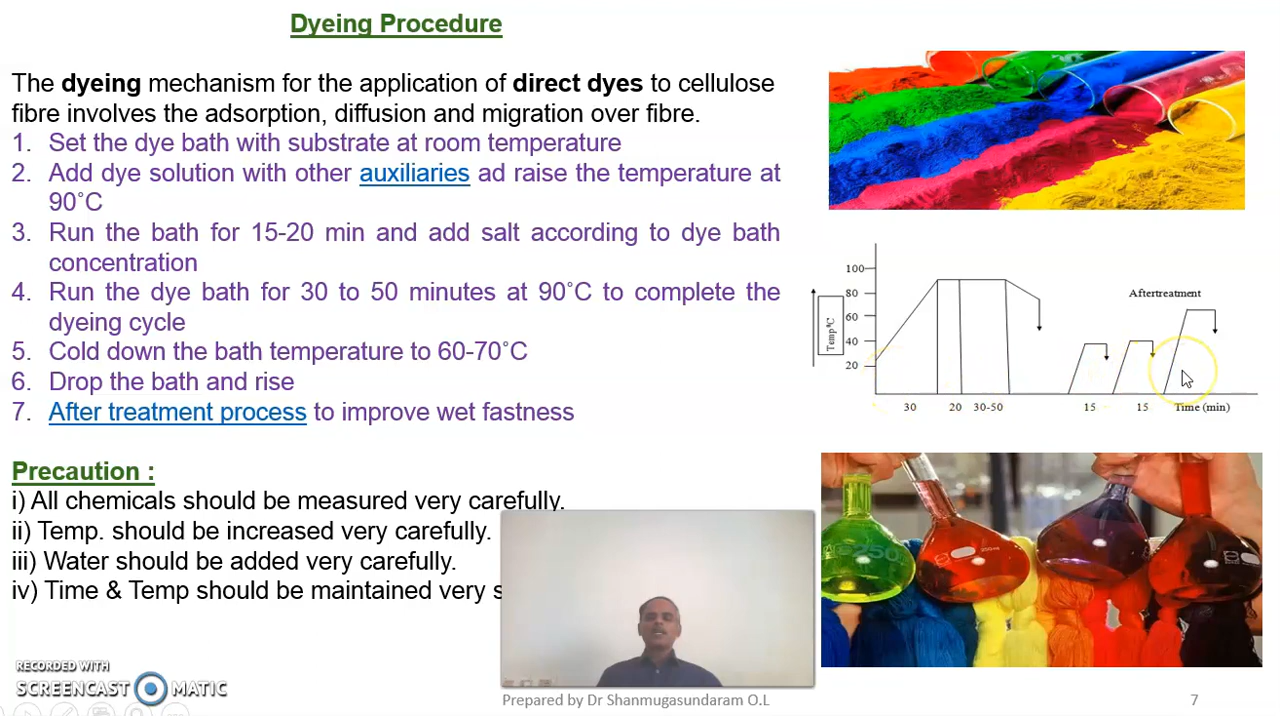 Dyeing Procedure
The dyeing mechanism for the application of direct dyes to cellulose
fibre involves the adsorption, diffusion and migration over fibre.
1. Set the dye bath with substrate at room temperature
2. Add dye solution with other auxiliaries ad raise the temperature at
90˚C
3. Run the bath for 15-20 min and add salt according to dye bath
concentration
4. Run the dye bath for 30 to 50 minutes at 90˚C to complete the
dyeing cycle
5. Cold down the bath temperature to 60-70˚C
6. Drop the bath and rise
7. After treatment process to improve wet fastness
Precaution :
i) All chemicals should be measured very carefully.
ii) Temp. should be increased very carefully.
iii) Water should be added very carefully.
iv) Time & Temp should be maintained very s
100
80
60
40
20
Temp⁰C
Aftertreatment
30 20 30-50 15 15 Time (min)
250
RECORDED WITH
SCREENCAST MATIC
Prepared by Dr Shanmugasundaram O.L
7